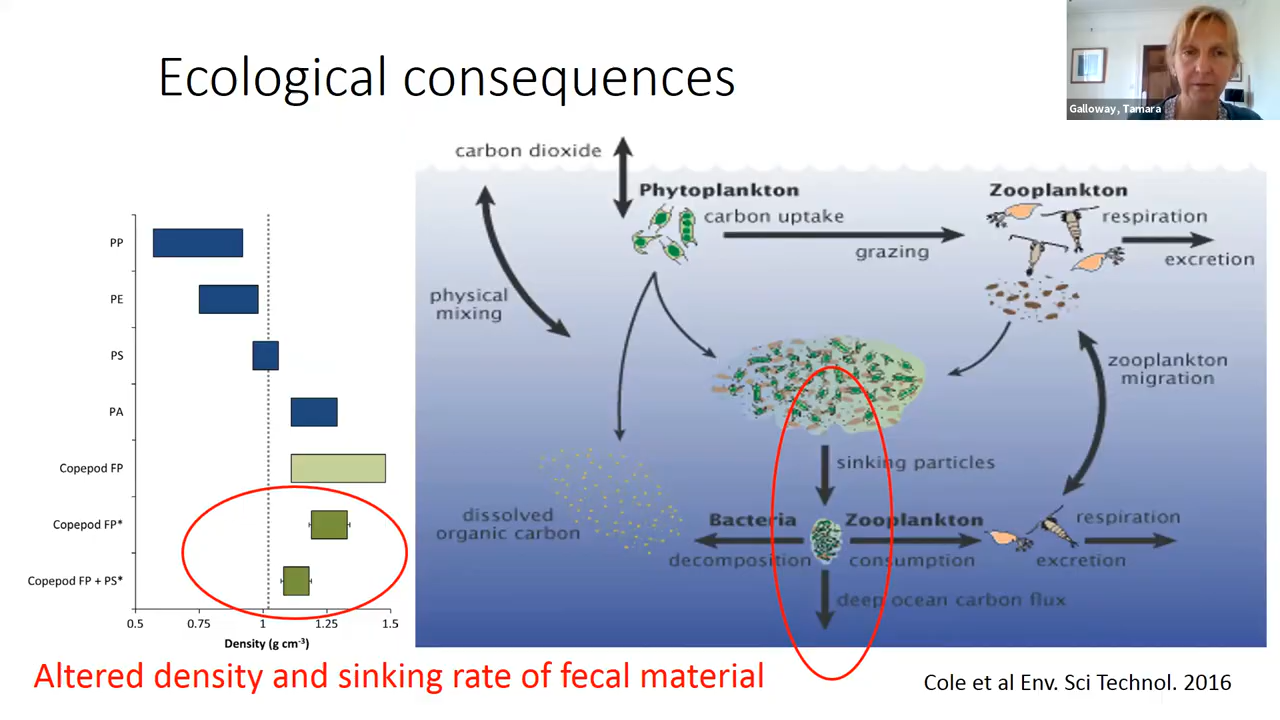 Ecological consequences
Galloway, Tamara
PP
PE
PS
PA
Copepod FP
Copepod FP*
Copepod FP + PS*
0.5 0.75 1 1.25 1.5
Density (g cm-3)
carbon dioxide
Phytoplankton
carbon uptake
grazing
Zooplankton
respiration
excretion
physical
mixing
zooplankton
migration
sinking particles
dissolved
organic carbon
Bacteria
decomposition
Zooplankton
consumption
respiration
excretion
deep ocean carbon flux
Altered density and sinking rate of fecal material
Cole et al Env. Sci Technol. 2016